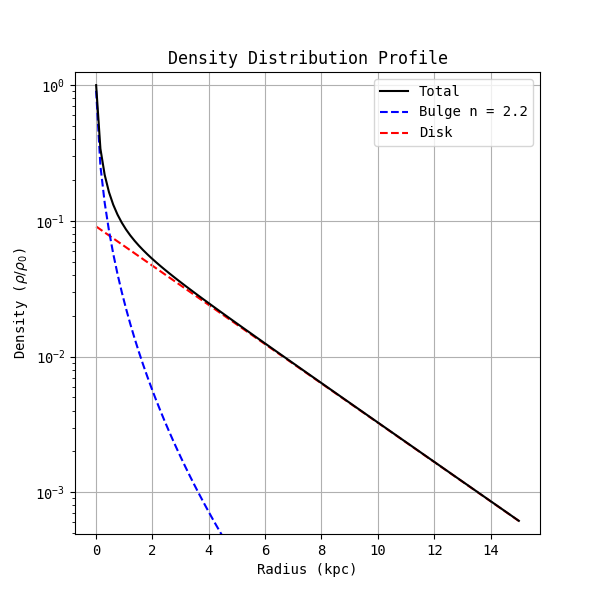 Density Distribution Profile
Total
Bulge n = 2.2
Disk
10⁰
10⁻¹
10⁻²
10⁻³
Density (ρ/ρ₀)
0 2 4 6 8 10 12 14
Radius (kpc)